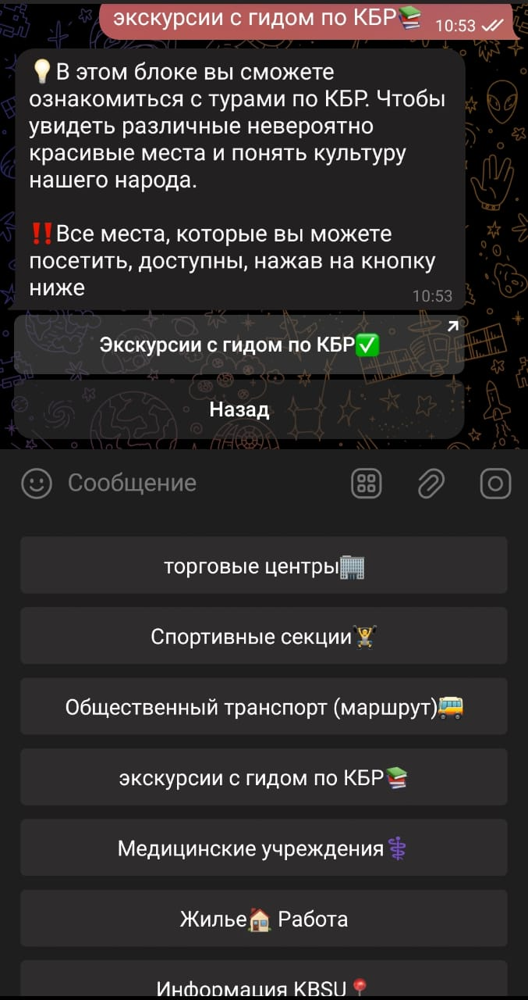 экскурсии с гидом по КБР📚 10:53
💡В этом блоке вы сможете
ознакомиться с турами по КБР. Чтобы
увидеть различные невероятно
красивые места и понять культуру
нашего народа.
‼️Все места, которые вы можете
посетить, доступны, нажав на кнопку
ниже
10:53
Экскурсии с гидом по КБР✅
Назад
Сообщение
торговые центры🏢
Спортивные секции🏋️
Общественный транспорт (маршрут)🚌
экскурсии с гидом по КБР📚
Медицинские учреждения⚕️
Жилье🏠 Работа
Информация KBSU📍